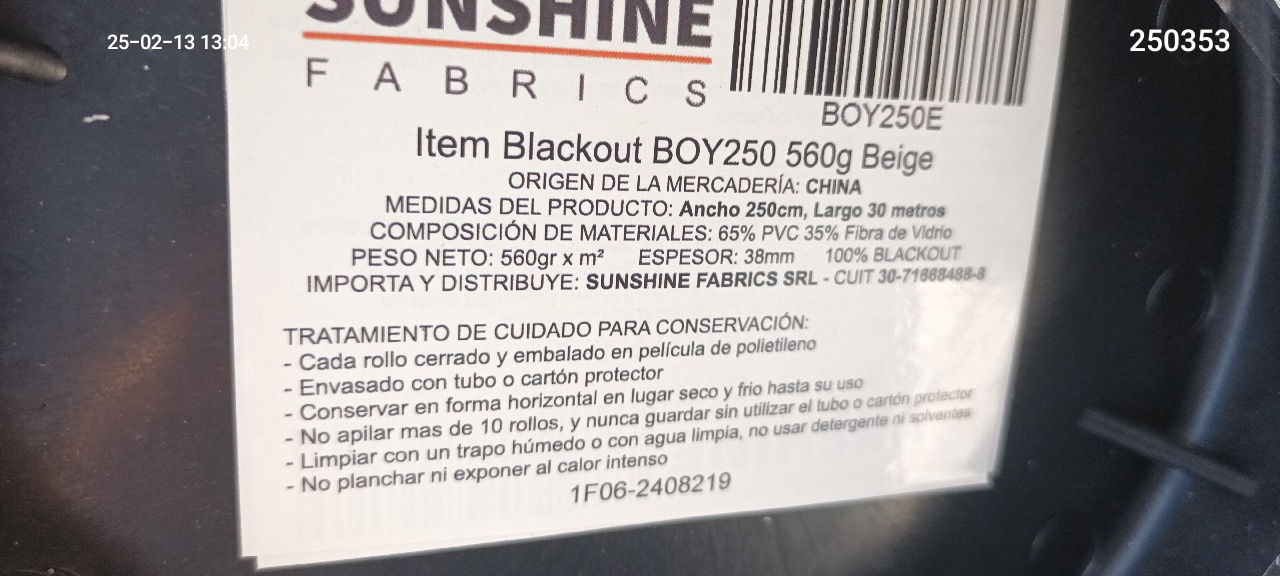 25-02-13 13:04
250353
SUNSHINE
FABRICS
BOY250E
Item Blackout BOY250 560g Beige
ORIGEN DE LA MERCADERÍA: CHINA
MEDIDAS DEL PRODUCTO: Ancho 250cm, Largo 30 metros
COMPOSICIÓN DE MATERIALES: 65% PVC 35% Fibra de Vidrio
PESO NETO: 560gr x m² ESPESOR: 38mm 100% BLACKOUT
IMPORTA Y DISTRIBUYE: SUNSHINE FABRICS SRL - CUIT 30-71668488-8
TRATAMIENTO DE CUIDADO PARA CONSERVACIÓN:
- Cada rollo cerrado y embalado en película de polietileno
- Envasado con tubo o cartón protector
- Conservar en forma horizontal en lugar seco y frio hasta su uso
- No apilar mas de 10 rollos, y nunca guardar sin utilizar el tubo o cartón protector
- Limpiar con un trapo húmedo o con agua limpia, no usar detergente ni solventes
- No planchar ni exponer al calor intenso
1F06-2408219